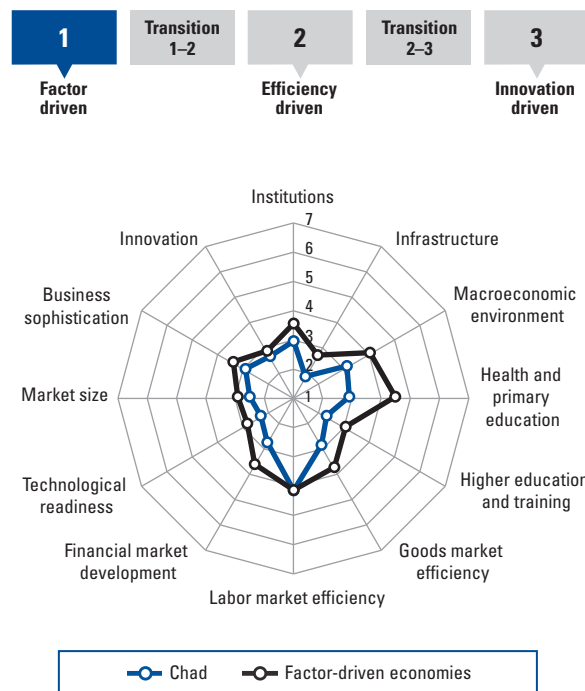 1
Transition
1–2
2
Transition
2–3
3
Factor
driven
Efficiency
driven
Innovation
driven
Institutions
7
6
5
4
3
2
1
Infrastructure
Macroeconomic
environment
Health and
primary
education
Higher education
and training
Goods market
efficiency
Labor market efficiency
Financial market
development
Technological
readiness
Market size
Business
sophistication
Innovation
Chad
Factor-driven economies